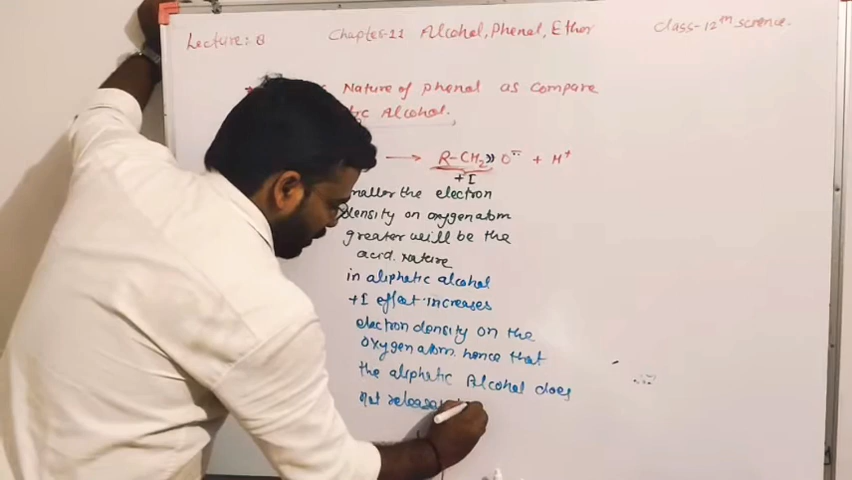 Lecture: 8 Chapter-11 Alcohol, Phenol, Ether Class-12th science.
Nature of phenol as compare
Alcohol.
→ R-CH2»O⁻ + H⁺
+I
the electron
density on oxygen atom
greater will be the
acid. nature
in aliphatic alcohol
+I effect increases
electron density on the
oxygen atom. hence that
the aliphatic Alcohol does
not release